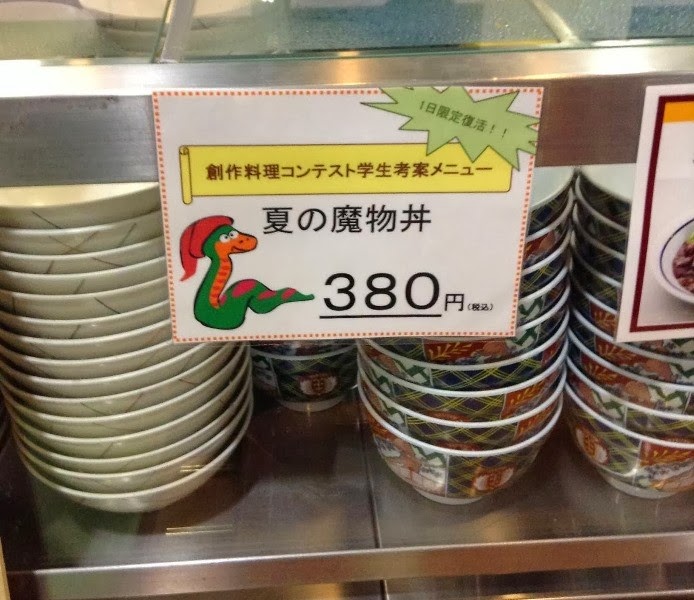 1日限定復活！！
創作料理コンテスト学生考案メニュー
夏の魔物丼
380円(税込)